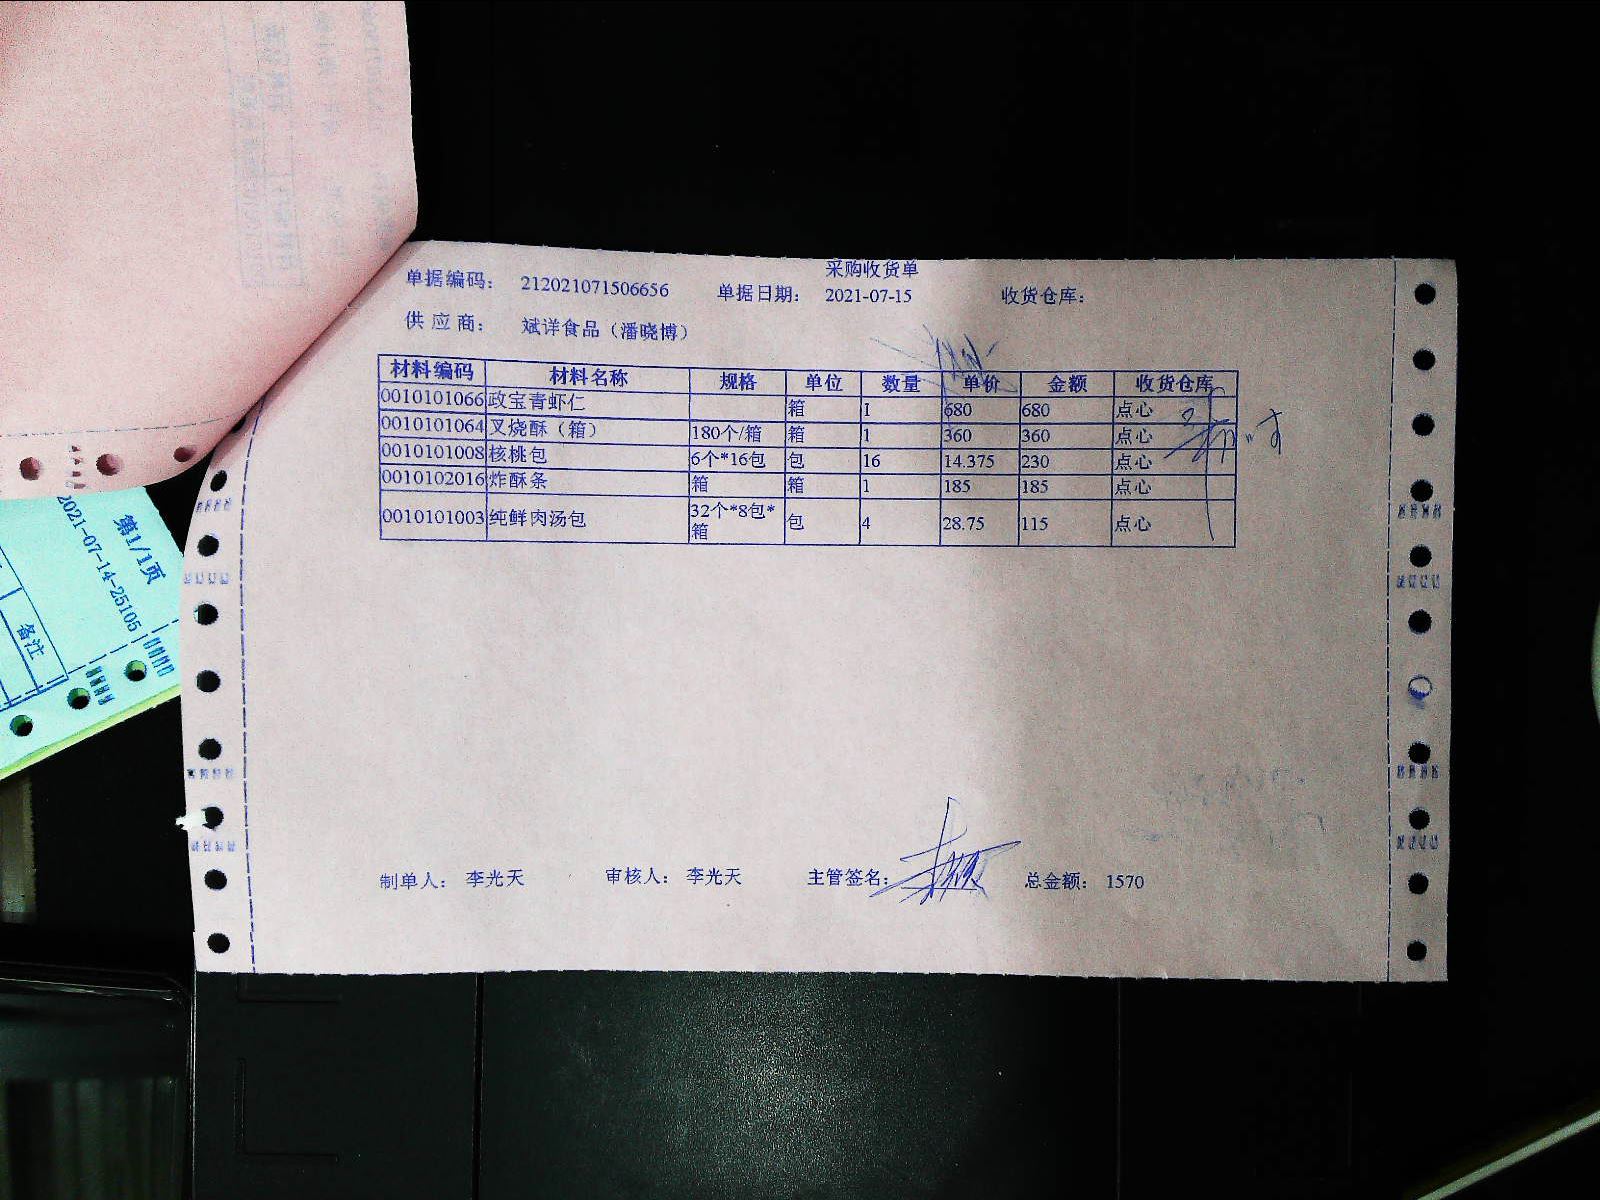 采购收货单
单据编码： 212021071506656 单据日期： 2021-07-15 收货仓库：
供 应 商： 斌详食品（潘晓博）
材料编码 材料名称 规格 单位 数量 单价 金额 收货仓库
0010101066 政宝青虾仁 箱 1 680 680 点心
0010101064 叉烧酥（箱） 180个/箱 箱 1 360 360 点心
0010101008 核桃包 6个*16包 包 16 14.375 230 点心
0010102016 炸酥条 箱 箱 1 185 185 点心
0010101003 纯鲜肉汤包 32个*8包*箱 包 4 28.75 115 点心
制单人： 李光天 审核人： 李光天 主管签名： 总金额： 1570
第1/1页
2021-07-14-25105
备注